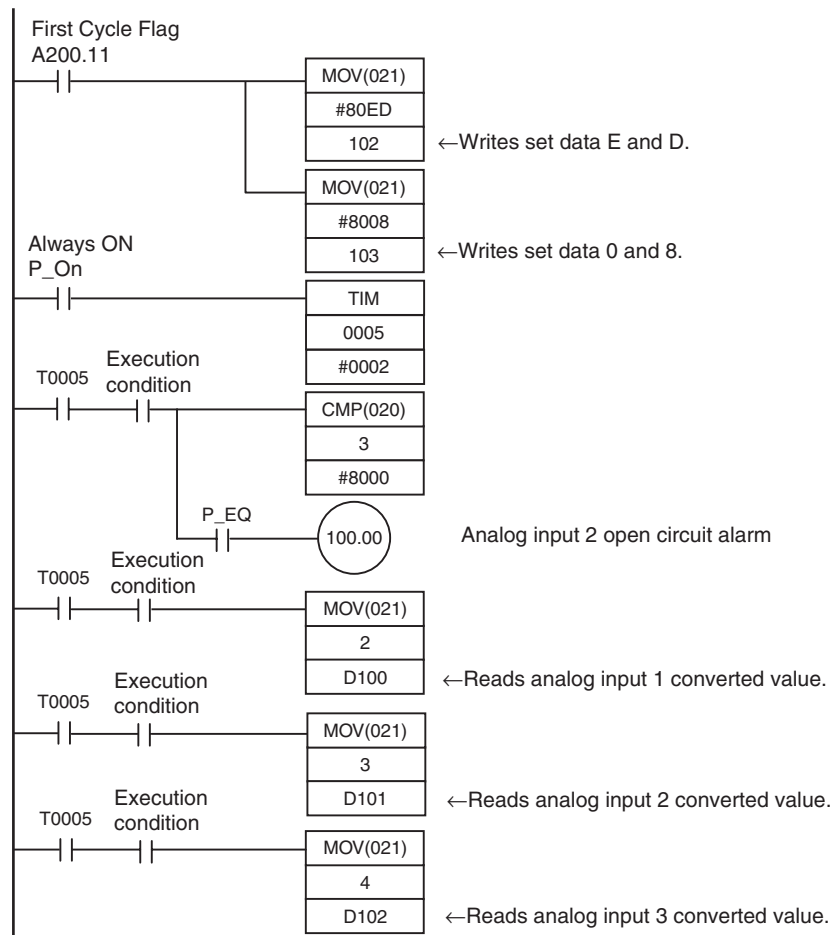 First Cycle Flag
A200.11
MOV(021)
#80ED
102
←Writes set data E and D.
MOV(021)
#8008
103
←Writes set data 0 and 8.
Always ON
P_On
TIM
0005
#0002
T0005
Execution
condition
CMP(020)
3
#8000
P_EQ
100.00
Analog input 2 open circuit alarm
T0005
Execution
condition
MOV(021)
2
D100
←Reads analog input 1 converted value.
T0005
Execution
condition
MOV(021)
3
D101
←Reads analog input 2 converted value.
T0005
Execution
condition
MOV(021)
4
D102
←Reads analog input 3 converted value.